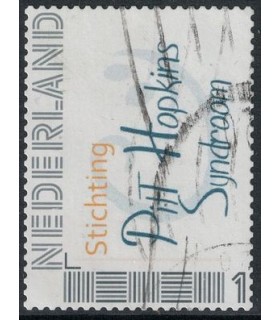 NEDERLAND
Stichting
Pitt Hopkins
Syndroom
1